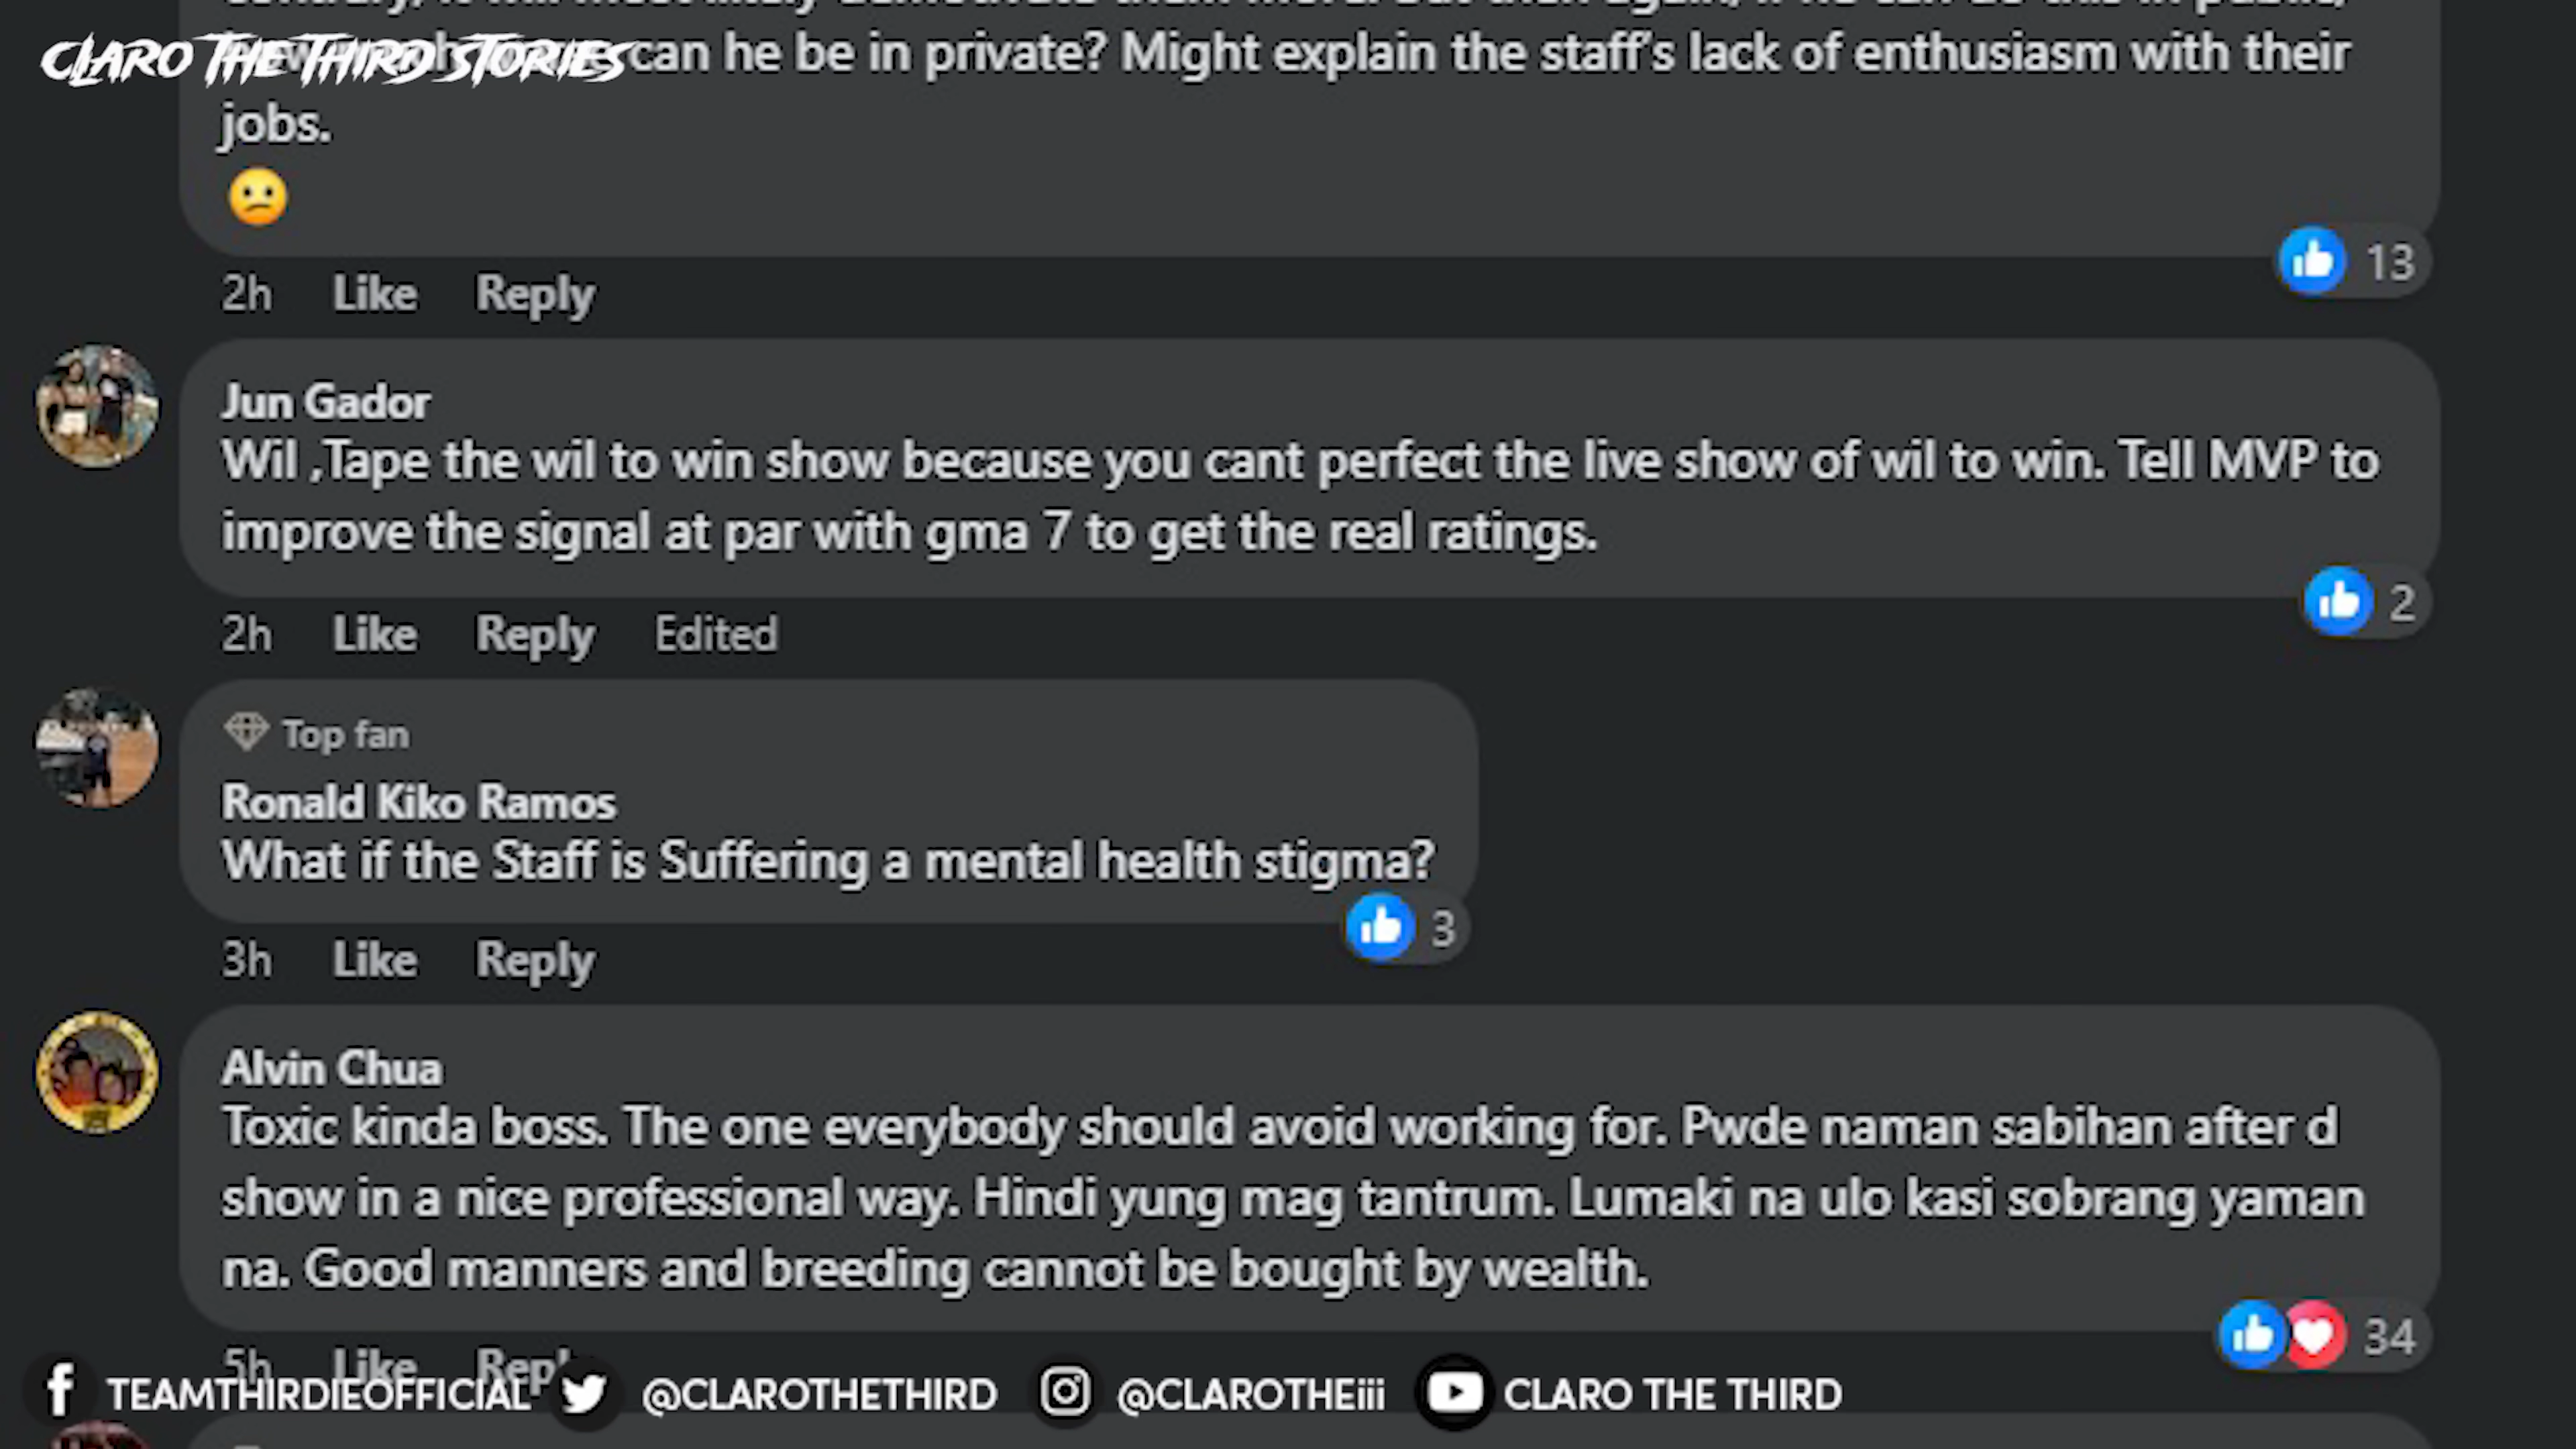 CLARO THE THIRD STORIES
can he be in private? Might explain the staff's lack of enthusiasm with their
jobs.
2h Like Reply
13
Jun Gador
Wil ,Tape the wil to win show because you cant perfect the live show of wil to win. Tell MVP to
improve the signal at par with gma 7 to get the real ratings.
2
2h Like Reply Edited
Top fan
Ronald Kiko Ramos
What if the Staff is Suffering a mental health stigma?
3
3h Like Reply
Alvin Chua
Toxic kinda boss. The one everybody should avoid working for. Pwde naman sabihan after d
show in a nice professional way. Hindi yung mag tantrum. Lumaki na ulo kasi sobrang yaman
na. Good manners and breeding cannot be bought by wealth.
34
5h Like Reply
TEAMTHIRDIEOFFICIAL @CLAROTHETHIRD @CLAROTHEiii CLARO THE THIRD